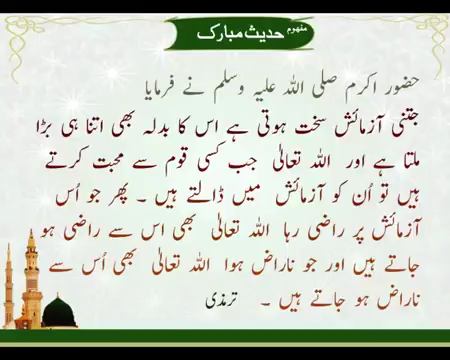 مفہوم حدیث مبارک
حضور اکرم صلی اللہ علیہ وسلم نے فرمایا
جتنی آزمائش سخت ہوتی ہے اس کا بدلہ بھی اتنا ہی بڑا
ملتا ہے اور اللہ تعالیٰ جب کسی قوم سے محبت کرتے
ہیں تو اُن کو آزمائش میں ڈالتے ہیں ۔ پھر جو اُس
آزمائش پر راضی رہا اللہ تعالیٰ بھی اس سے راضی ہو
جاتے ہیں اور جو ناراض ہوا اللہ تعالیٰ بھی اُس سے
ناراض ہو جاتے ہیں ۔ ترمذی